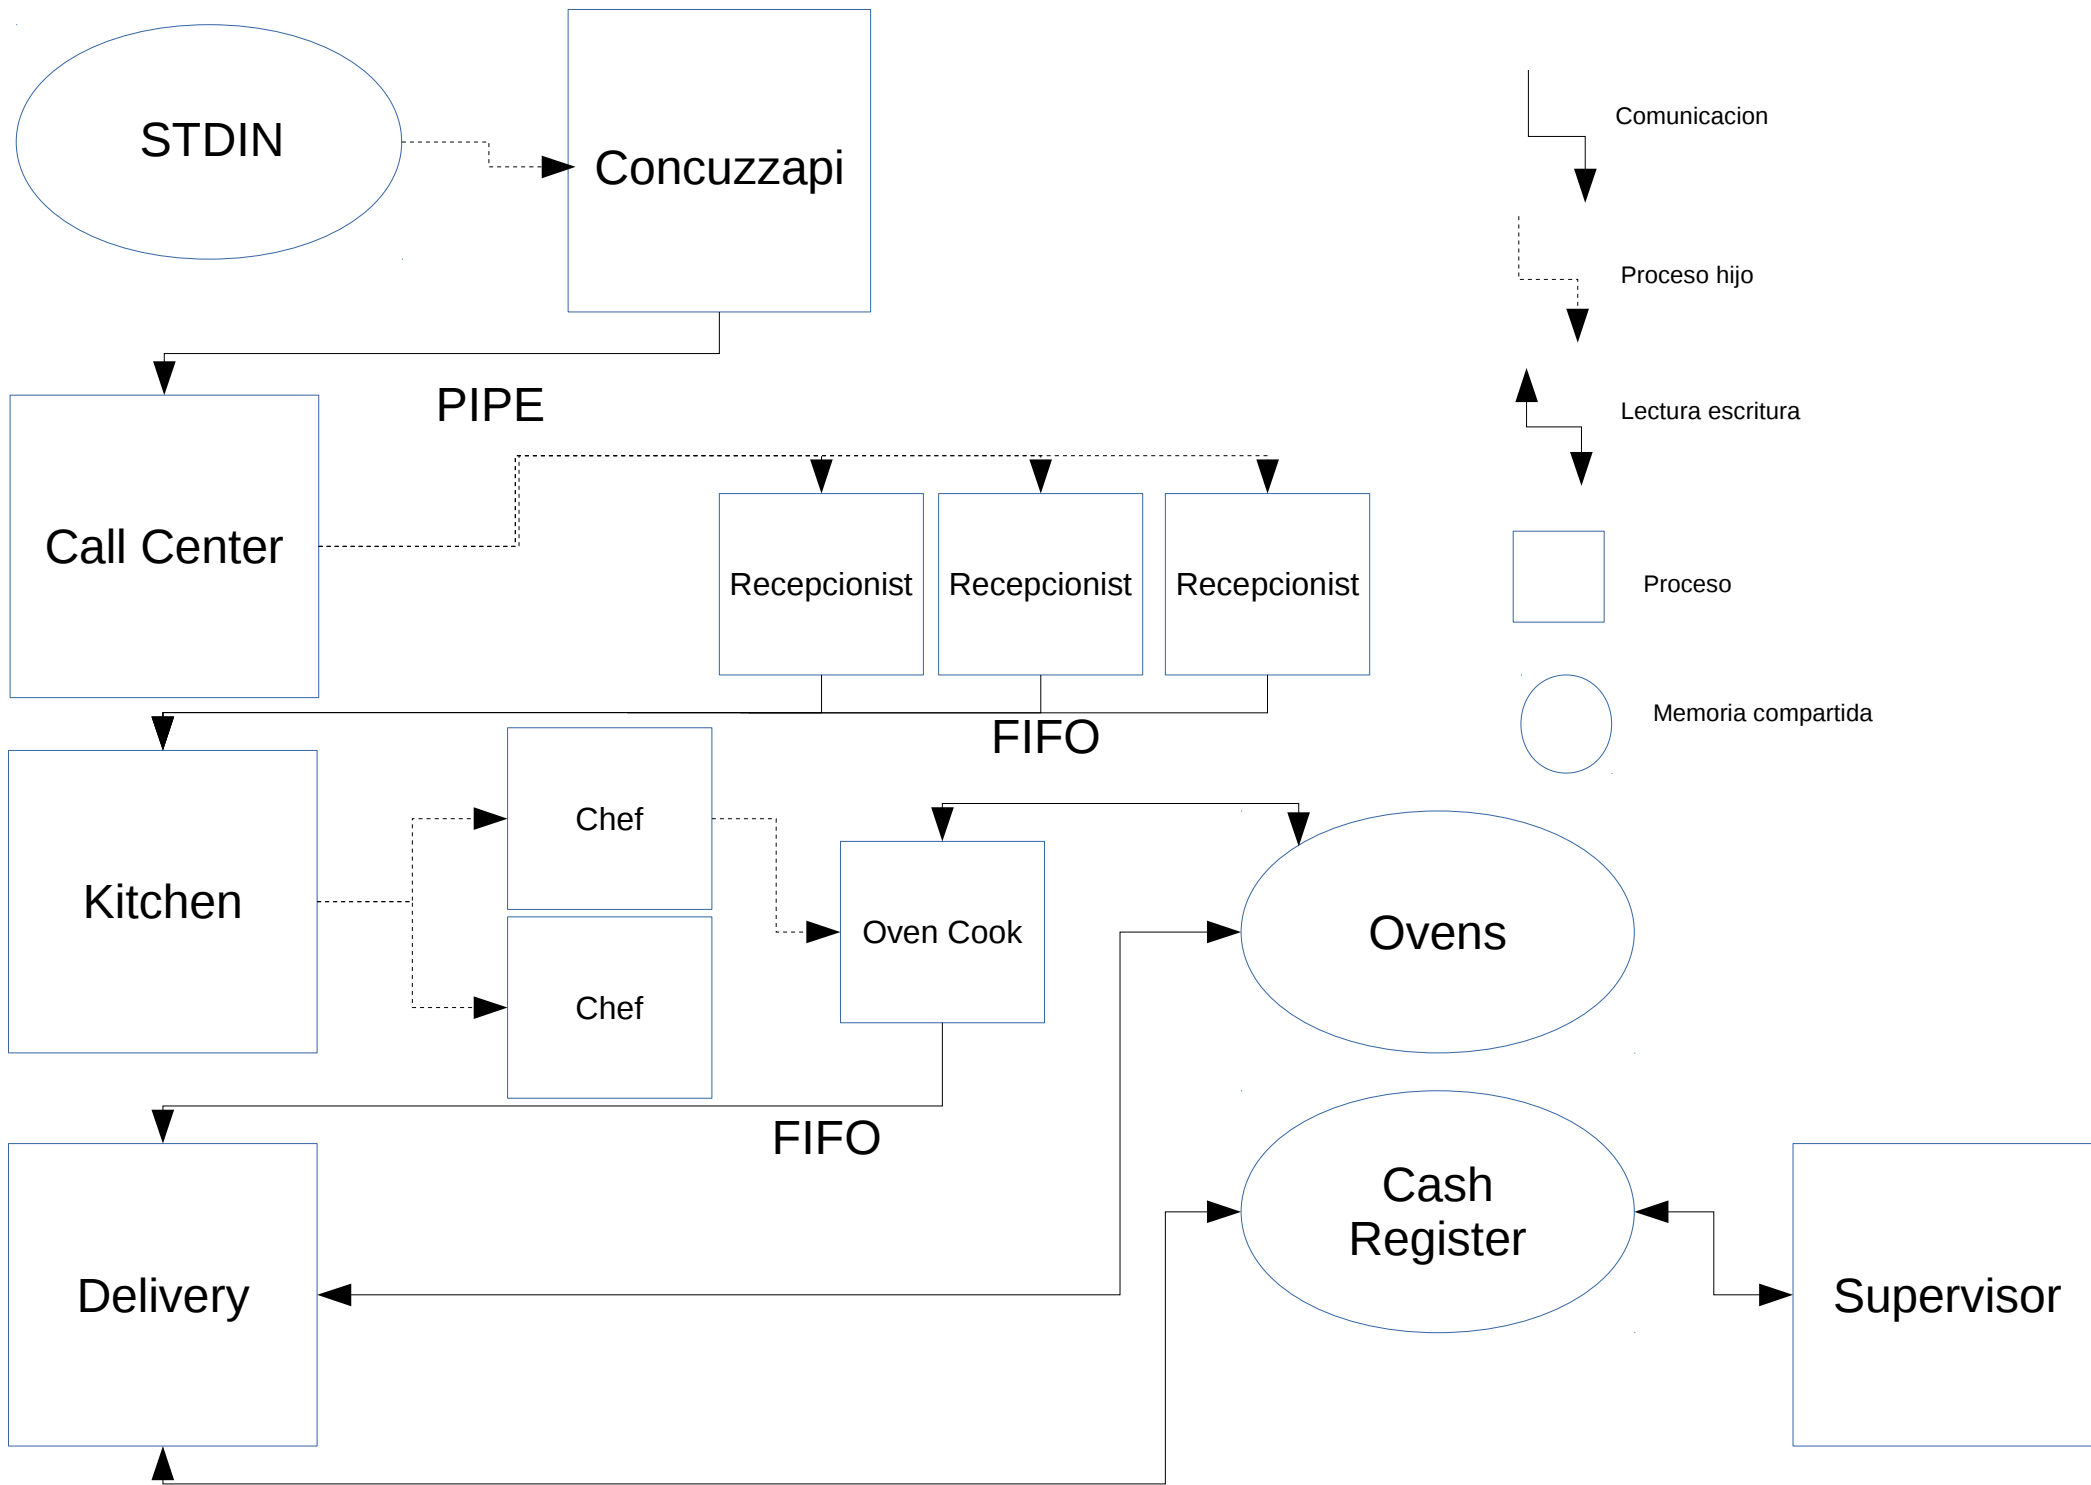 STDIN
Concuzzapi
Comunicacion
Proceso hijo
PIPE
Lectura escritura
Call Center
Recepcionist
Recepcionist
Recepcionist
Proceso
Memoria compartida
FIFO
Chef
Kitchen
Oven Cook
Ovens
Chef
FIFO
Cash
Register
Delivery
Supervisor